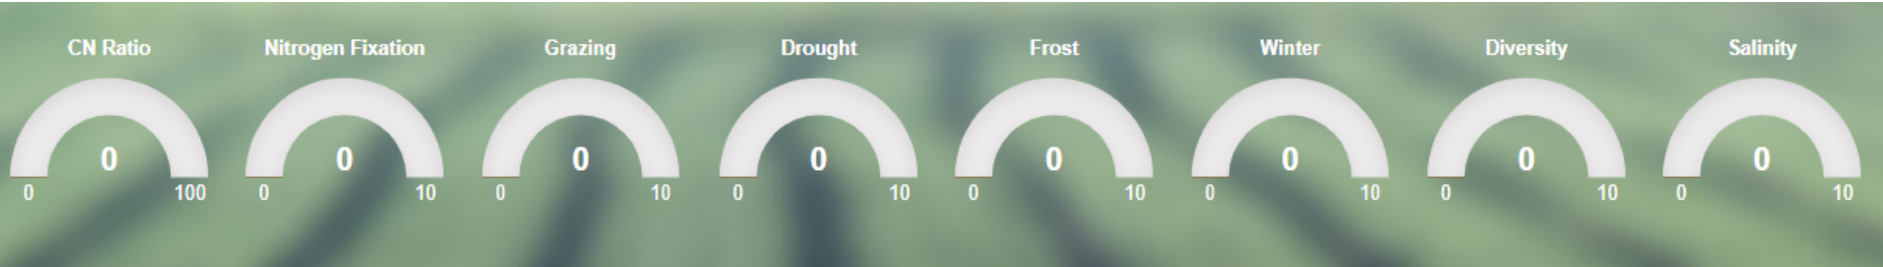 CN Ratio Nitrogen Fixation Grazing Drought Frost Winter Diversity Salinity
0 0 0 0 0 0 0 0
0 100 0 10 0 10 0 10 0 10 0 10 0 10 0 10